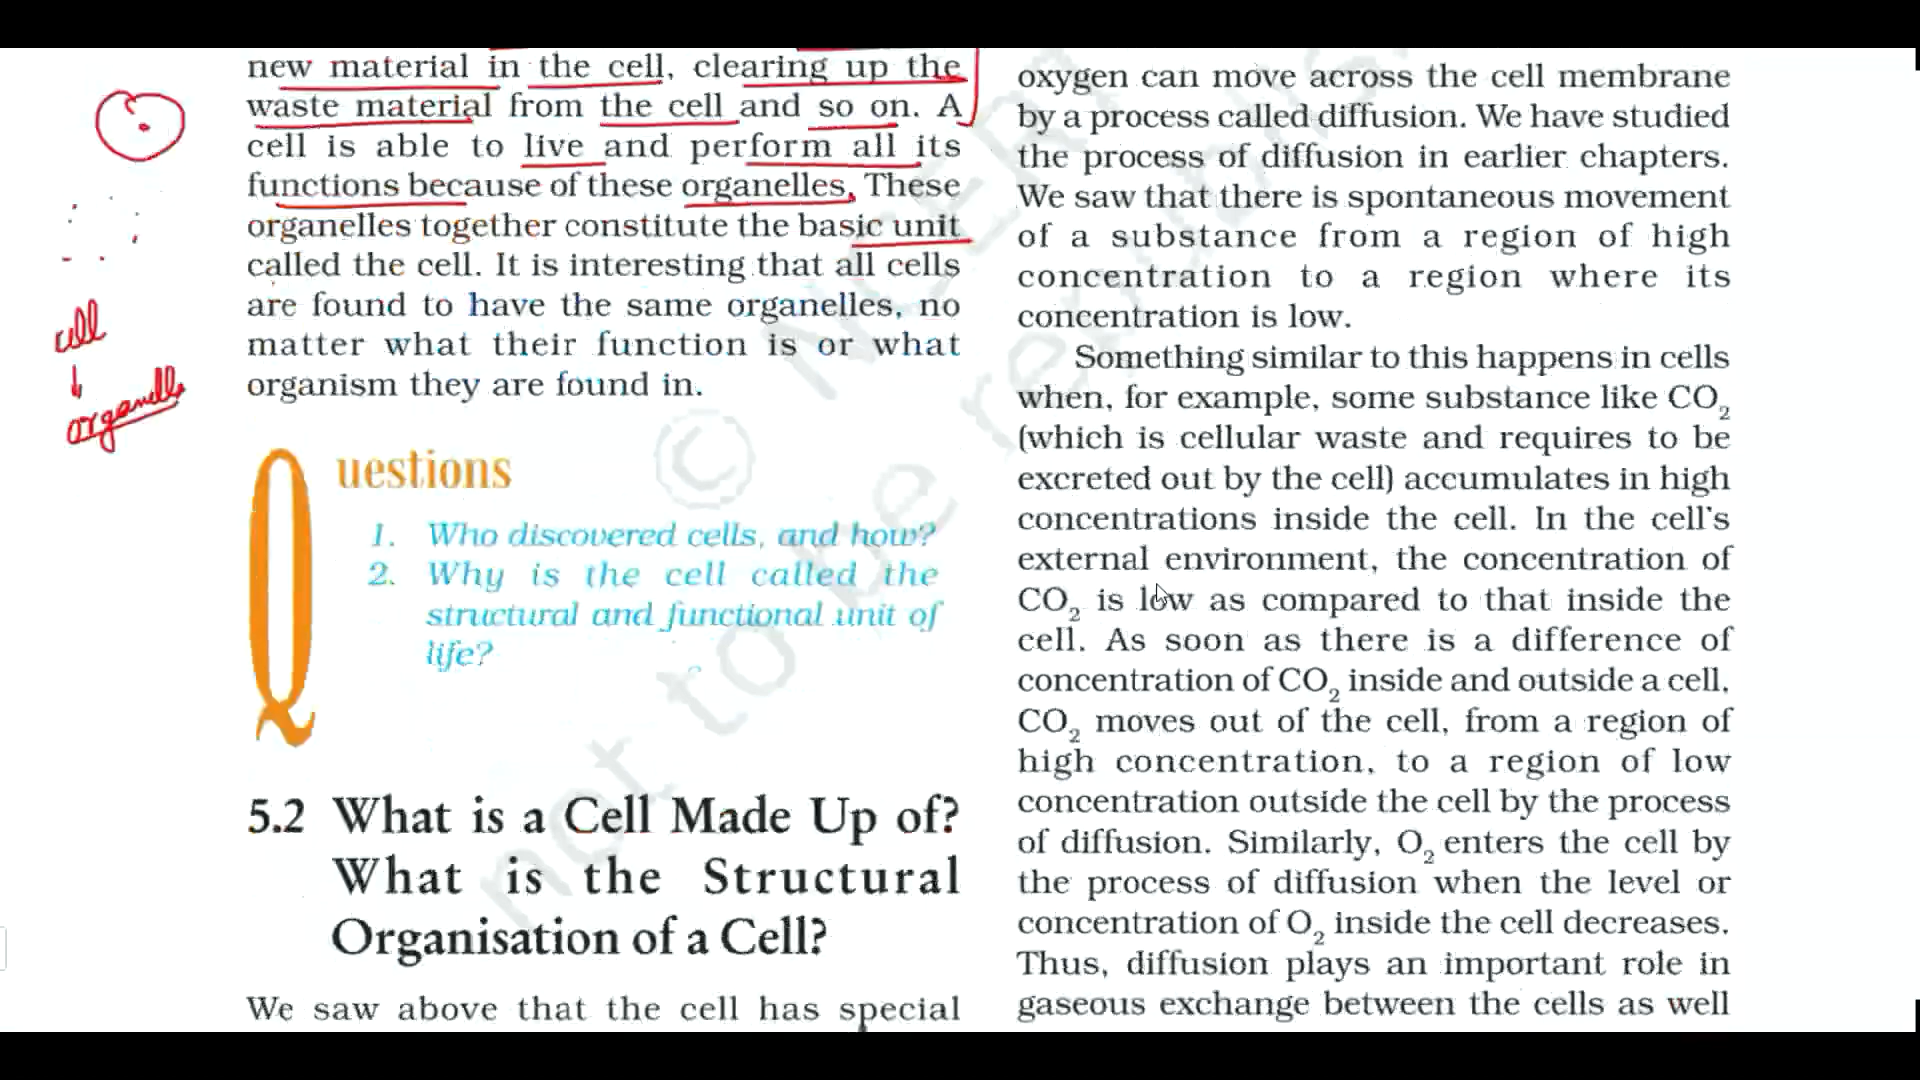 new material in the cell, clearing up the
waste material from the cell and so on. A
cell is able to live and perform all its
functions because of these organelles. These
organelles together constitute the basic unit
called the cell. It is interesting that all cells
are found to have the same organelles, no
matter what their function is or what
organism they are found in.
cell
organelle
Questions
1. Who discovered cells, and how?
2. Why is the cell called the
structural and functional unit of
life?
5.2 What is a Cell Made Up of?
What is the Structural
Organisation of a Cell?
We saw above that the cell has special
oxygen can move across the cell membrane
by a process called diffusion. We have studied
the process of diffusion in earlier chapters.
We saw that there is spontaneous movement
of a substance from a region of high
concentration to a region where its
concentration is low.
Something similar to this happens in cells
when, for example, some substance like CO₂
(which is cellular waste and requires to be
excreted out by the cell) accumulates in high
concentrations inside the cell. In the cell's
external environment, the concentration of
CO₂ is low as compared to that inside the
cell. As soon as there is a difference of
concentration of CO₂ inside and outside a cell,
CO₂ moves out of the cell, from a region of
high concentration, to a region of low
concentration outside the cell by the process
of diffusion. Similarly, O₂ enters the cell by
the process of diffusion when the level or
concentration of O₂ inside the cell decreases.
Thus, diffusion plays an important role in
gaseous exchange between the cells as well
© NCERT
not to be